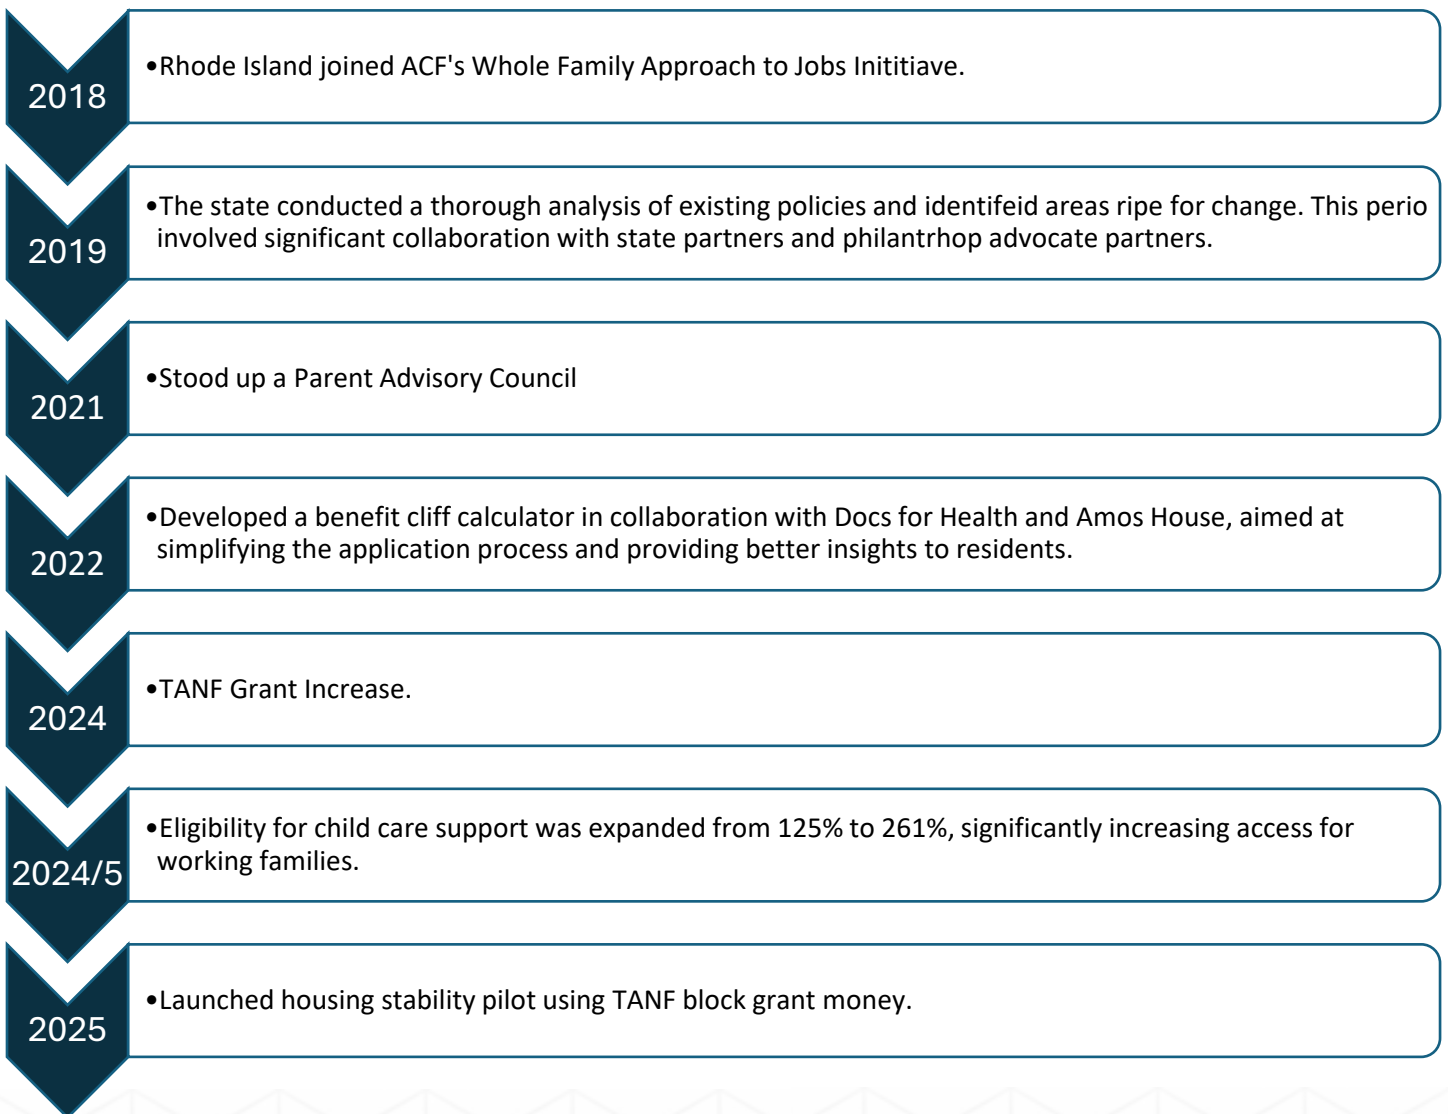 2018
•Rhode Island joined ACF's Whole Family Approach to Jobs Inititiave.
2019
•The state conducted a thorough analysis of existing policies and identifeid areas ripe for change. This perio
involved significant collaboration with state partners and philantrhop advocate partners.
2021
•Stood up a Parent Advisory Council
2022
•Developed a benefit cliff calculator in collaboration with Docs for Health and Amos House, aimed at
simplifying the application process and providing better insights to residents.
2024
•TANF Grant Increase.
2024/5
•Eligibility for child care support was expanded from 125% to 261%, significantly increasing access for
working families.
2025
•Launched housing stability pilot using TANF block grant money.